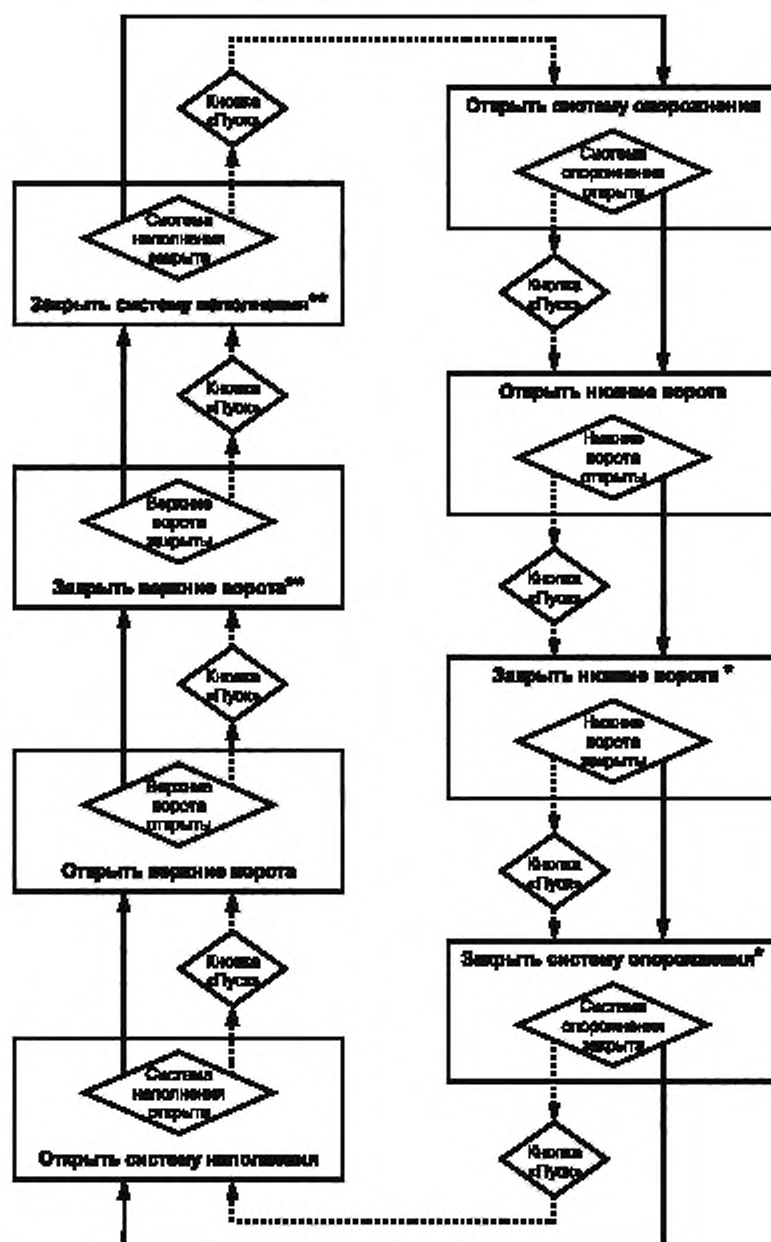 Кнопка
«Пуск»
Система
наполнения
закрыта
Закрыть систему наполнения**
Кнопка
«Пуск»
Верхние
ворота
закрыты
Закрыть верхние ворота**
Кнопка
«Пуск»
Верхние
ворота
открыты
Открыть верхние ворота
Кнопка
«Пуск»
Система
наполнения
открыта
Открыть систему наполнения
Открыть систему опорожнения
Система
опорожнения
открыта
Кнопка
«Пуск»
Открыть нижние ворота
Нижние
ворота
открыты
Кнопка
«Пуск»
Закрыть нижние ворота *
Нижние
ворота
закрыты
Кнопка
«Пуск»
Закрыть систему опорожнения*
Система
опорожнения
закрыта
Кнопка
«Пуск»